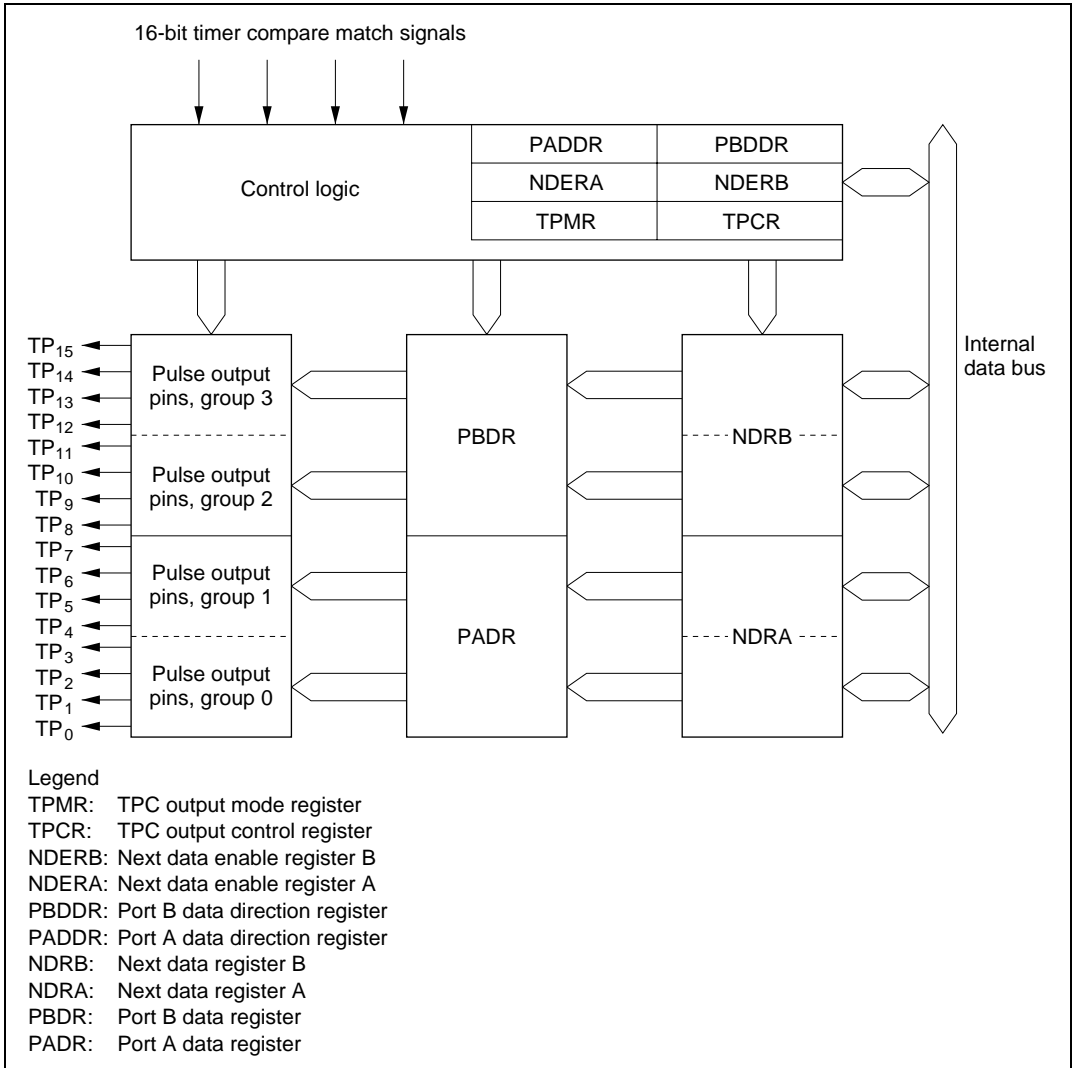 16-bit timer compare match signals
Control logic
PADDR PBDDR
NDERA NDERB
TPMR TPCR
Internal
data bus
TP15
TP14
TP13
TP12
TP11
TP10
TP9
TP8
TP7
TP6
TP5
TP4
TP3
TP2
TP1
TP0
Pulse output
pins, group 3
Pulse output
pins, group 2
Pulse output
pins, group 1
Pulse output
pins, group 0
PBDR
PADR
NDRB
NDRA
Legend
TPMR: TPC output mode register
TPCR: TPC output control register
NDERB: Next data enable register B
NDERA: Next data enable register A
PBDDR: Port B data direction register
PADDR: Port A data direction register
NDRB: Next data register B
NDRA: Next data register A
PBDR: Port B data register
PADR: Port A data register